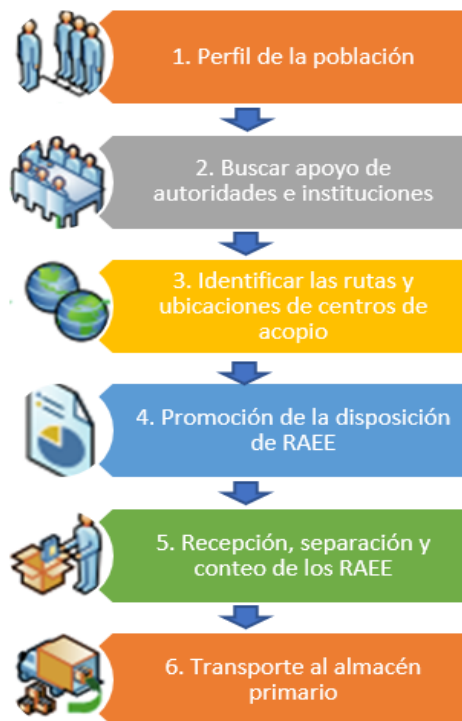 1. Perfil de la población
2. Buscar apoyo de
autoridades e instituciones
3. Identificar las rutas y
ubicaciones de centros de
acopio
4. Promoción de la disposición
de RAEE
5. Recepción, separación y
conteo de los RAEE
6. Transporte al almacén
primario